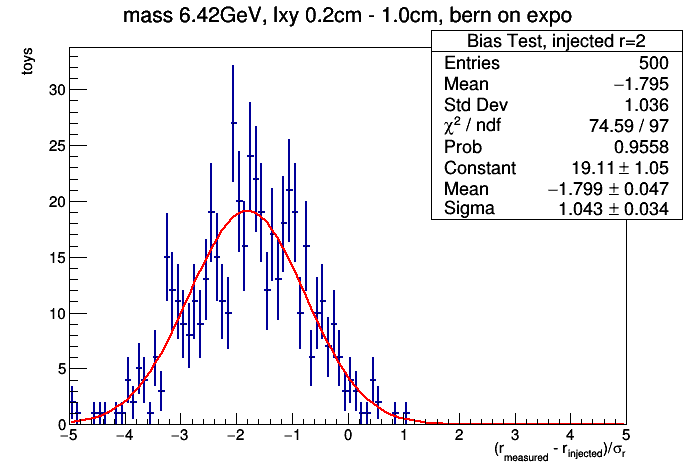 mass 6.42GeV, lxy 0.2cm - 1.0cm, bern on expo
toys
Bias Test, injected r=2
Entries 500
Mean −1.795
Std Dev 1.036
χ² / ndf 74.59 / 97
Prob 0.9558
Constant 19.11 ± 1.05
Mean −1.799 ± 0.047
Sigma 1.043 ± 0.034
30
25
20
15
10
5
0
−5 −4 −3 −2 −1 0 1 2 3 4 5
(r_measured - r_injected)/σ_r